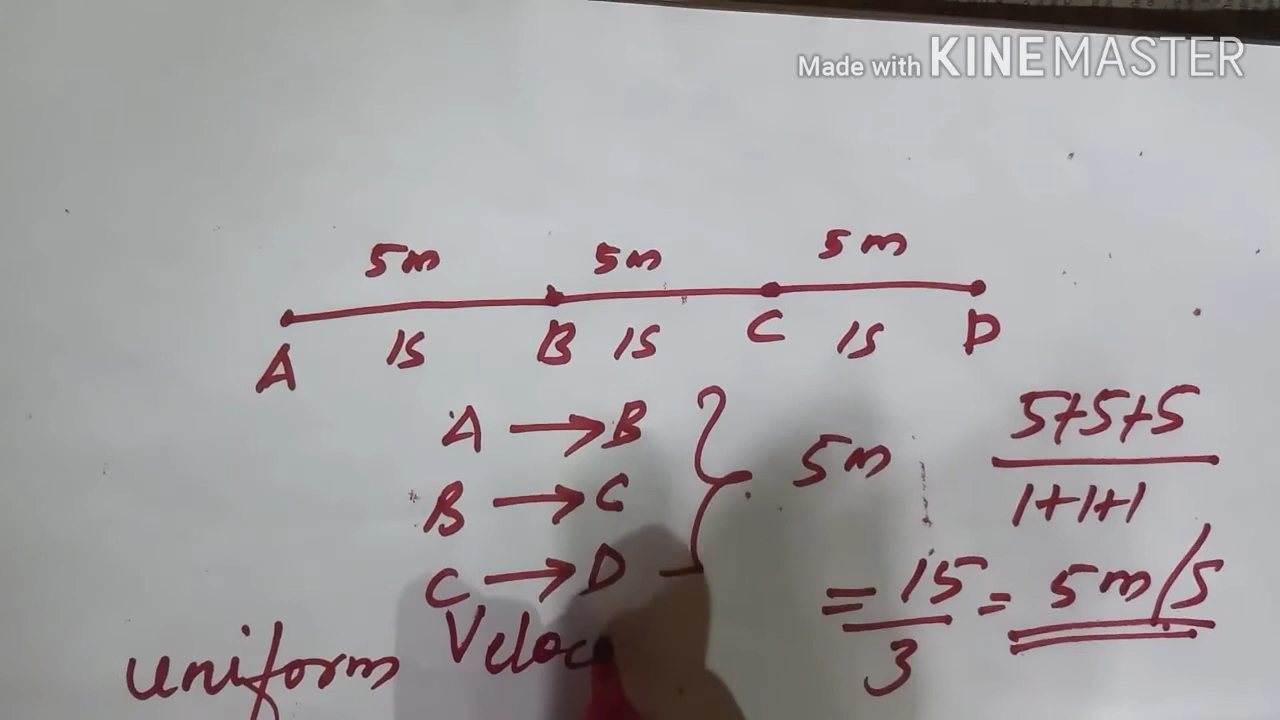 Made with KINEMASTER
5m 5m 5m
A 1s B 1s C 1s D
A → B
B → C
C → D
} 5m
5+5+5
1+1+1
= 15/3 = 5m/s
uniform Veloc